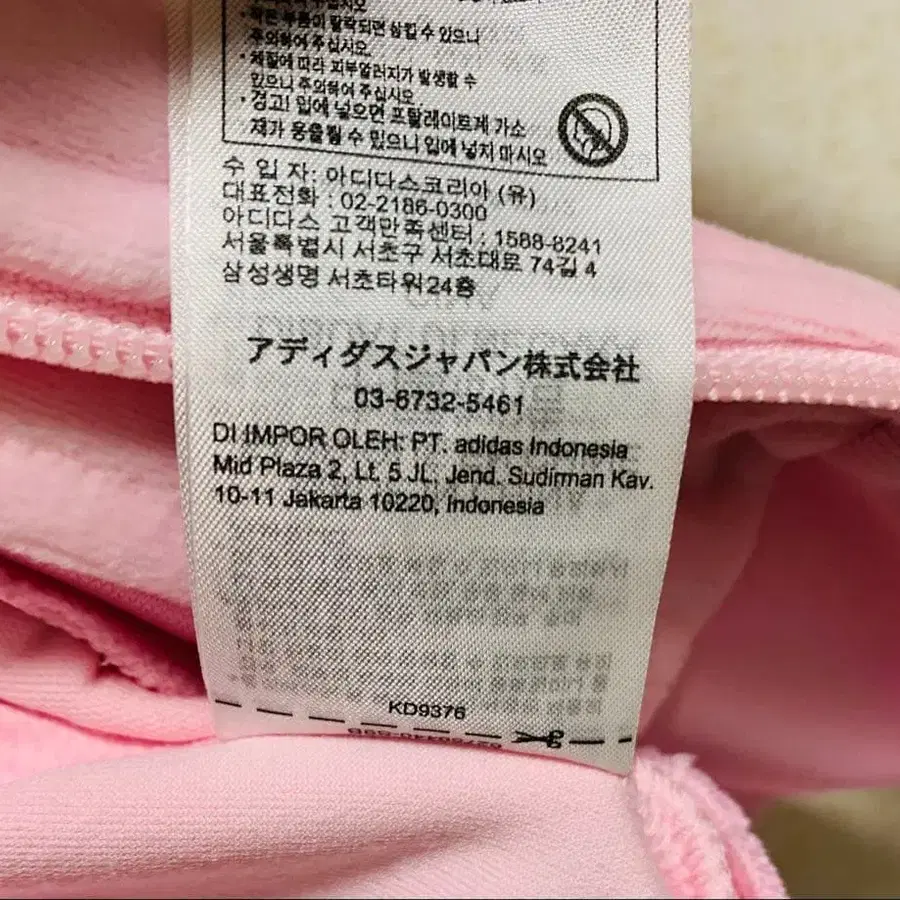 · 작은 부품이 탈락되면 삼킬 수 있으니
주의하여 주십시오.
· 체질에 따라 피부알러지가 발생할 수
있으니 주의하여 주십시오.
· 경고! 입에 넣으면 프탈레이트계 가소
제가 용출될 수 있으니 입에 넣지 마시오
수 입 자: 아디다스코리아 (유)
대표전화 : 02-2186-0300
아디다스 고객만족센터 : 1588-8241
서울특별시 서초구 서초대로 74길 4
삼성생명 서초타워24층
アディダスジャパン株式会社
03-6732-5461
DI IMPOR OLEH: PT. adidas Indonesia
Mid Plaza 2, Lt. 5 JL. Jend. Sudirman Kav.
10-11 Jakarta 10220, Indonesia
KD9376